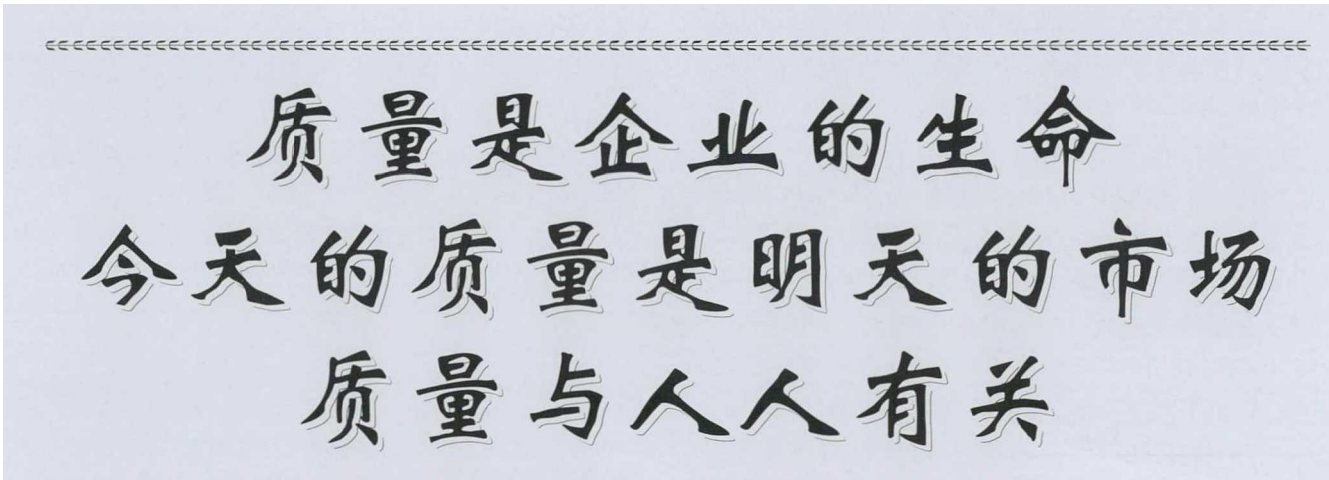 质量是企业的生命
今天的质量是明天的市场
质量与人人有关